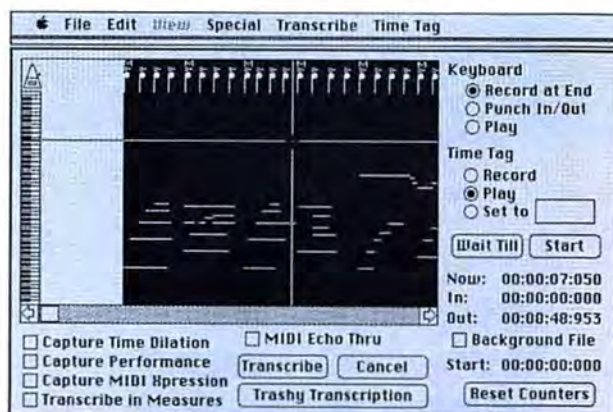 File Edit View Special Transcribe Time Tag
Keyboard
Record at End
Punch In/Out
Play
Time Tag
Record
Play
Set to
Wait Till Start
Now: 00:00:07:050
In: 00:00:00:000
Out: 00:00:48:953
Background File
Start: 00:00:00:000
Reset Counters
Capture Time Dilation
Capture Performance
Capture MIDI Xpression
Transcribe in Measures
MIDI Echo Thru
Transcribe Cancel
Trashy Transcription